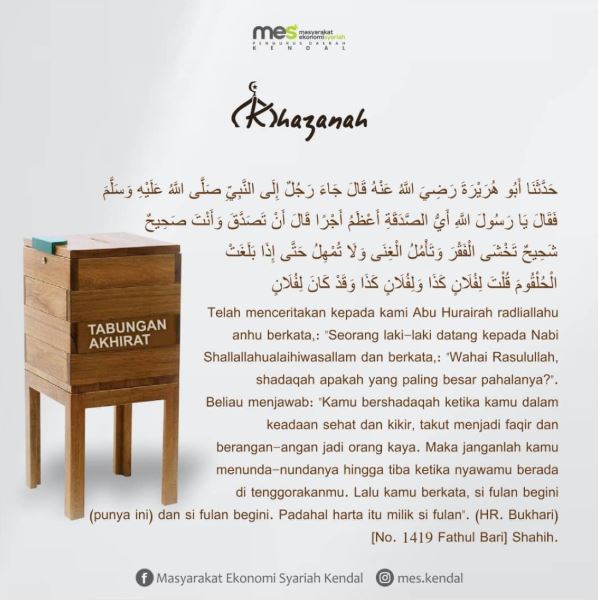 mes masyarakat
ekonomisyariah
PENGURUS DAERAH
KENDAL
Khazanah
حَدَّثَنَا أَبُو هُرَيْرَةَ رَضِيَ اللَّهُ عَنْهُ قَالَ جَاءَ رَجُلٌ إِلَى النَّبِيِّ صَلَّى اللَّهُ عَلَيْهِ وَسَلَّمَ
فَقَالَ يَا رَسُولَ اللَّهِ أَيُّ الصَّدَقَةِ أَعْظَمُ أَجْرًا قَالَ أَنْ تَصَدَّقَ وَأَنْتَ صَحِيحٌ
شَحِيحٌ تَخْشَى الْفَقْرَ وَتَأْمُلُ الْغِنَى وَلَا تُمْهِلُ حَتَّى إِذَا بَلَغَتْ
الْحُلْقُومَ قُلْتَ لِفُلَانٍ كَذَا وَلِفُلَانٍ كَذَا وَقَدْ كَانَ لِفُلَانٍ
TABUNGAN
AKHIRAT
Telah menceritakan kepada kami Abu Hurairah radliallahu
anhu berkata,: "Seorang laki-laki datang kepada Nabi
Shallallahualaihiwasallam dan berkata,: "Wahai Rasulullah,
shadaqah apakah yang paling besar pahalanya?".
Beliau menjawab: "Kamu bershadaqah ketika kamu dalam
keadaan sehat dan kikir, takut menjadi faqir dan
berangan-angan jadi orang kaya. Maka janganlah kamu
menunda-nundanya hingga tiba ketika nyawamu berada
di tenggorakanmu. Lalu kamu berkata, si fulan begini
(punya ini) dan si fulan begini. Padahal harta itu milik si fulan". (HR. Bukhari)
[No. 1419 Fathul Bari] Shahih.
Masyarakat Ekonomi Syariah Kendal mes.kendal